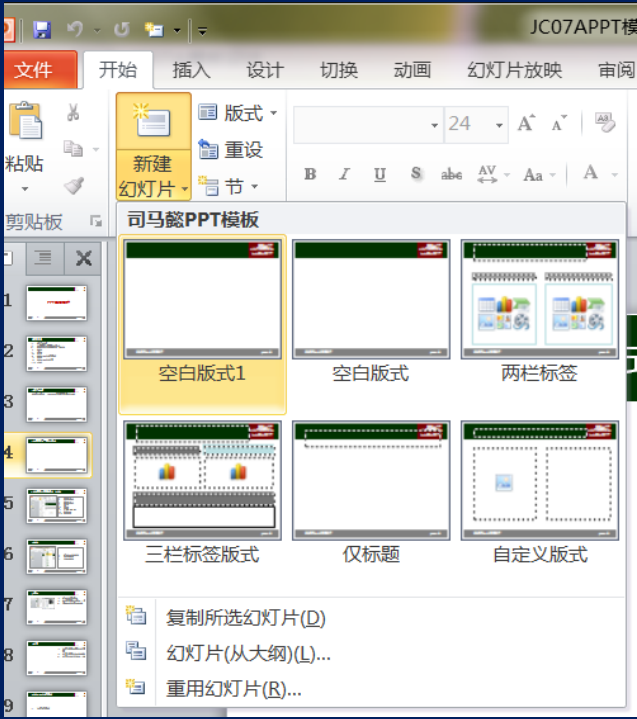 JC07APPT模
文件 开始 插入 设计 切换 动画 幻灯片放映 审阅
粘贴
剪贴板
新建
幻灯片
版式
重设
节
24
A A Aa
B I U S abc AV Aa A
司马懿PPT模板
空白版式1 空白版式 两栏标签
三栏标签版式 仅标题 自定义版式
复制所选幻灯片(D)
幻灯片(从大纲)(L)...
重用幻灯片(R)...
1
2
3
4
5
6
7
8
9